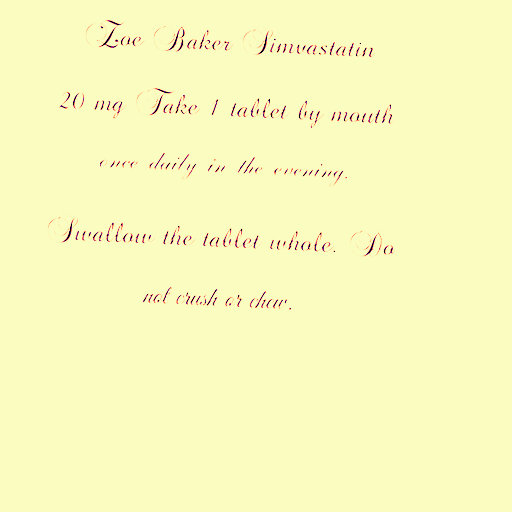 Zoe Baker Simvastatin
20 mg Take 1 tablet by mouth
once daily in the evening.
Swallow the tablet whole. Do
not crush or chew.